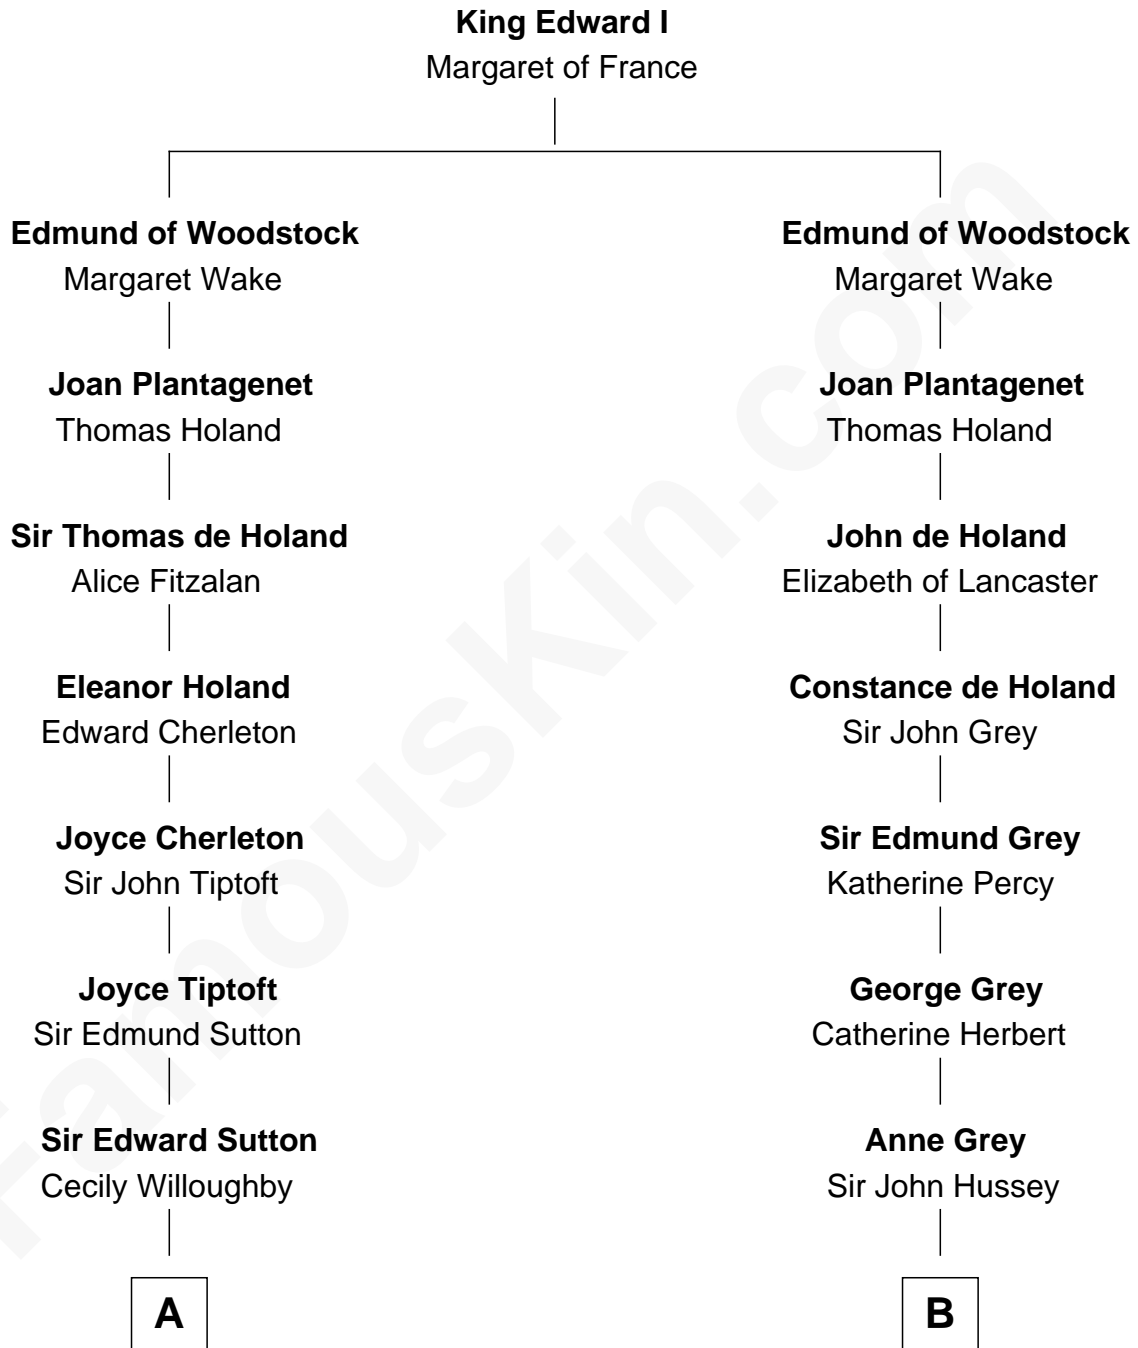 King Edward I
Margaret of France
Edmund of Woodstock
Margaret Wake
Edmund of Woodstock
Margaret Wake
Joan Plantagenet
Thomas Holand
Joan Plantagenet
Thomas Holand
Sir Thomas de Holand
Alice Fitzalan
John de Holand
Elizabeth of Lancaster
Eleanor Holand
Edward Cherleton
Constance de Holand
Sir John Grey
Joyce Cherleton
Sir John Tiptoft
Sir Edmund Grey
Katherine Percy
Joyce Tiptoft
Sir Edmund Sutton
George Grey
Catherine Herbert
Sir Edward Sutton
Cecily Willoughby
Anne Grey
Sir John Hussey
A
B
FamousKin.com